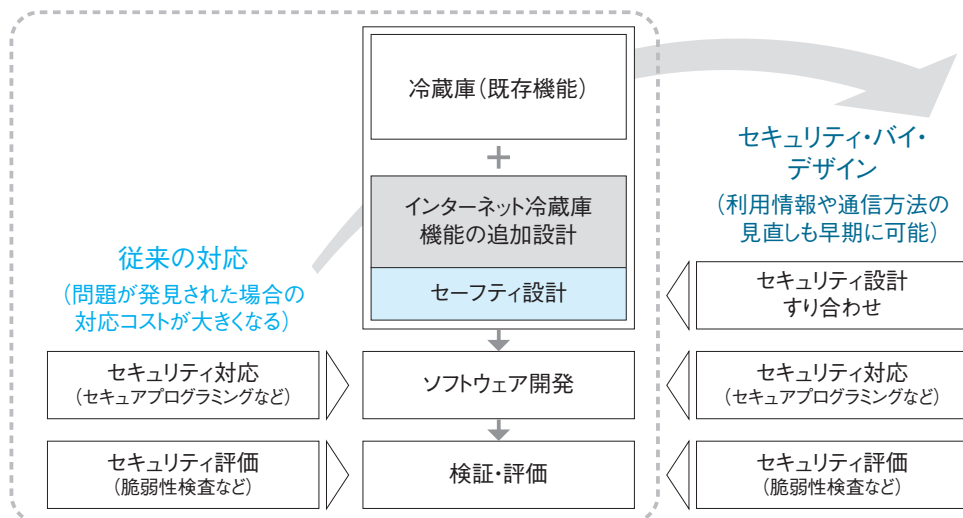 冷蔵庫（既存機能）
＋
インターネット冷蔵庫
機能の追加設計
セーフティ設計
ソフトウェア開発
検証・評価
従来の対応
（問題が発見された場合の
対応コストが大きくなる）
セキュリティ対応
（セキュアプログラミングなど）
セキュリティ評価
（脆弱性検査など）
セキュリティ・バイ・
デザイン
（利用情報や通信方法の
見直しも早期に可能）
セキュリティ設計
すり合わせ
セキュリティ対応
（セキュアプログラミングなど）
セキュリティ評価
（脆弱性検査など）